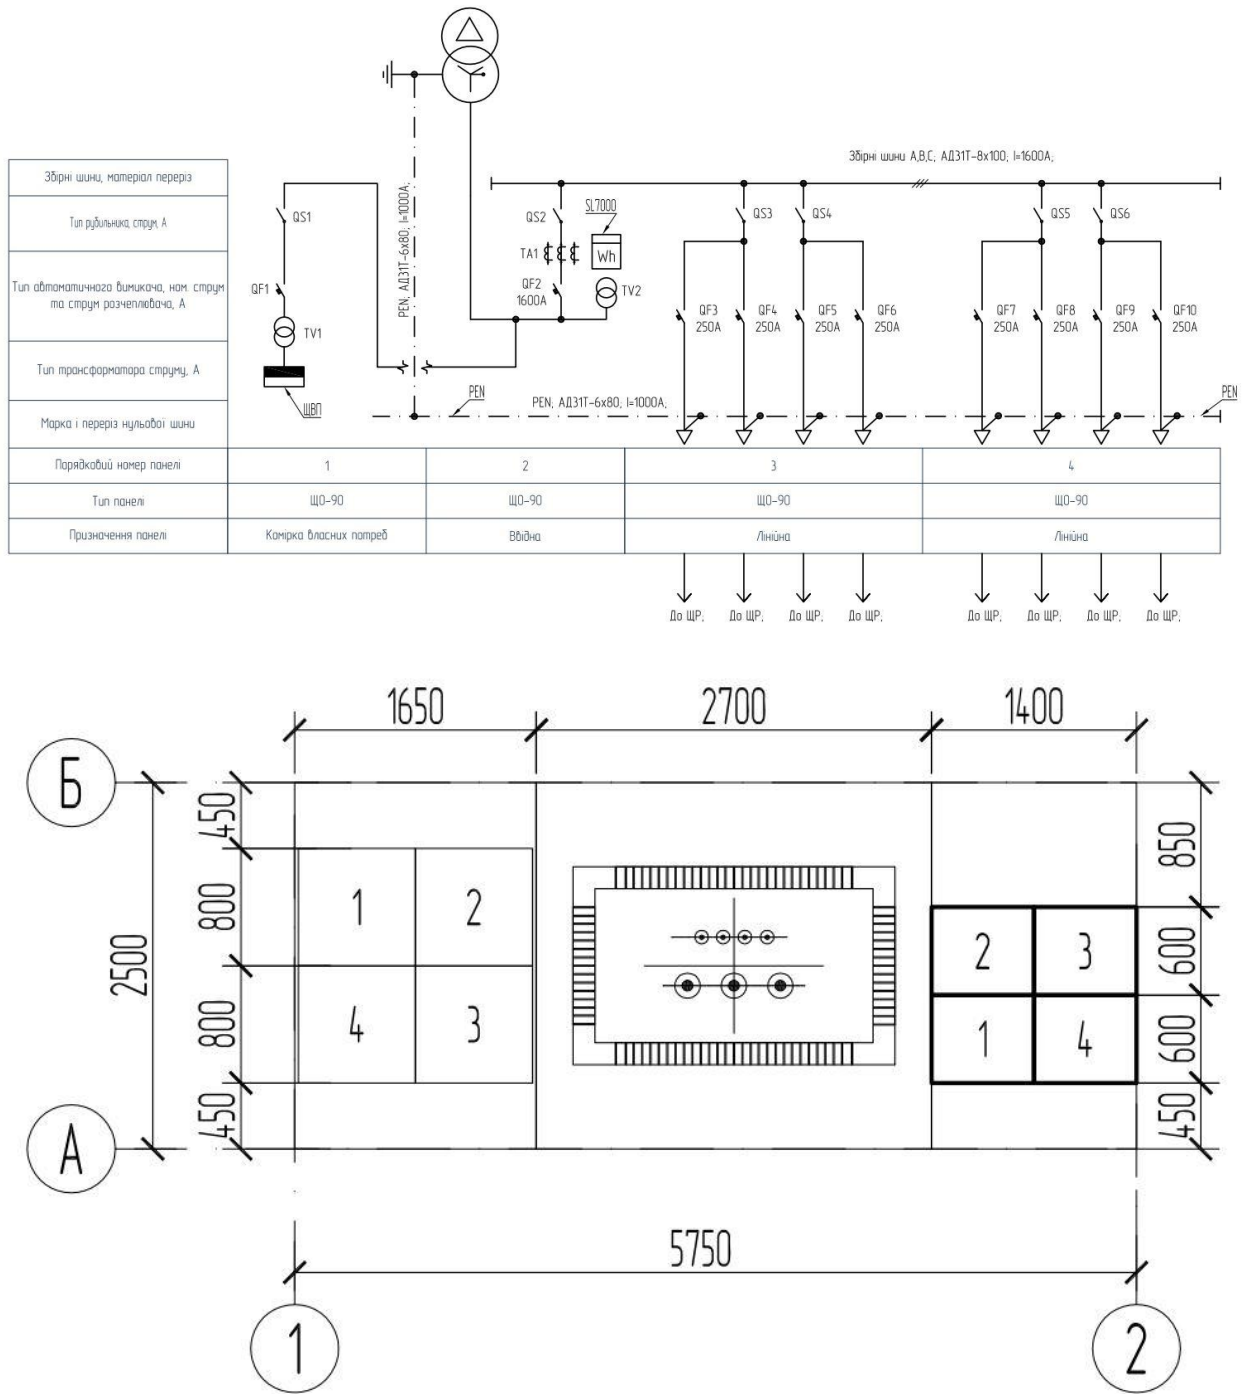 Збірні шини А,В,С; АД31Т-8х100; I=1600А;
Збірні шини, матеріал переріз
Тип рубильника, струм, А
Тип автоматичного вимикача, ном. струм
та струм розчеплювача, А
Тип трансформатора струму, А
Марка і переріз нульової шини
QS1
QF1
TV1
ЩВП
PEN; АД31Т-6х80; I=1000А;
QS2
SL7000
TA1
Wh
QF2
1600А
TV2
QS3
QS4
QS5
QS6
QF3
250А
QF4
250А
QF5
250А
QF6
250А
QF7
250А
QF8
250А
QF9
250А
QF10
250А
PEN
PEN; АД31Т-6х80; I=1000А;
PEN
Порядковий номер панелі 1 2 3 4
Тип панелі ЩО-90 ЩО-90 ЩО-90 ЩО-90
Призначення панелі Комірка власних потреб Ввідна Лінійна Лінійна
До ЩР; До ЩР; До ЩР; До ЩР; До ЩР; До ЩР; До ЩР; До ЩР;
1650 2700 1400
Б
А
2500
450
800
800
450
1 2
4 3
2 3
1 4
850
600
600
450
5750
1 2